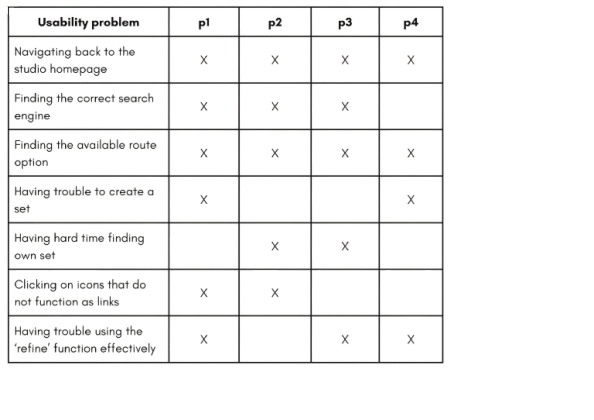 Usability problem p1 p2 p3 p4
Navigating back to the
studio homepage
X X X X
Finding the correct search
engine
X X X
Finding the available route
option
X X X X
Having trouble to create a
set
X X
Having hard time finding
own set
X X
Clicking on icons that do
not function as links
X X
Having trouble using the
‘refine’ function effectively
X X X